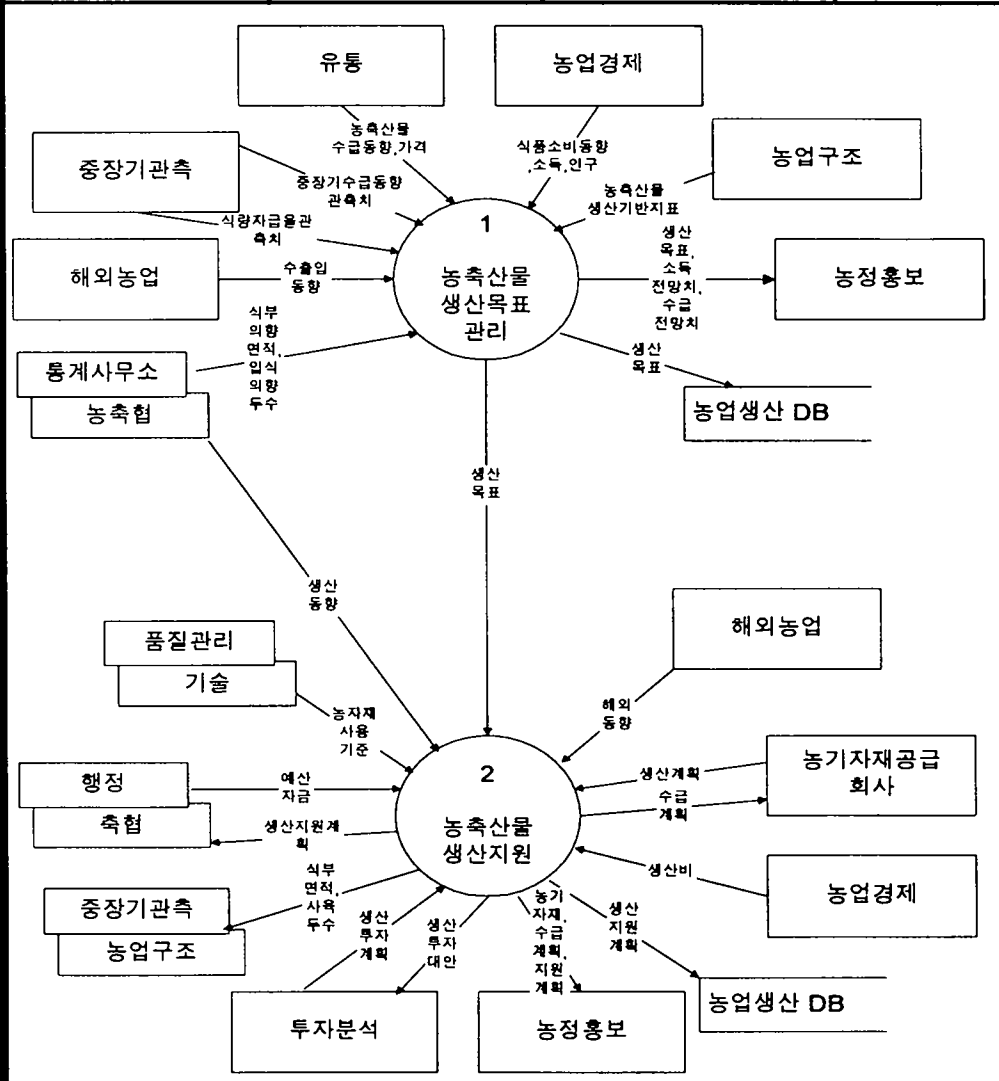 유통
농업경제
농축산물
수급동향,가격
식품소비동향
,소득,인구
중장기관측
중장기수급동향
관측치
농업구조
농축산물
생산기반지표
식량자급율관
측치
1
농축산물
생산목표
관리
해외농업
수출입
동향
생산
목표,
소득
전망치,
수급
전망치
농정홍보
식부
의향
면적,
입식
의향
두수
통계사무소
농축협
생산
목표
농업생산 DB
생산
목표
생산
동향
품질관리
기술
해외농업
농자재
사용
기준
해외
동향
2
농축산물
생산지원
행정
축협
예산
자금
생산지원계
획
생산계획
수급
계획
농기자재공급
회사
생산비
농업경제
식부
면적,
사육
두수
중장기관측
농업구조
생산
투자
계획
생산
투자
대안
농기
자재,
수급
계획,
지원
계획
생산
지원
계획
투자분석
농정홍보
농업생산 DB